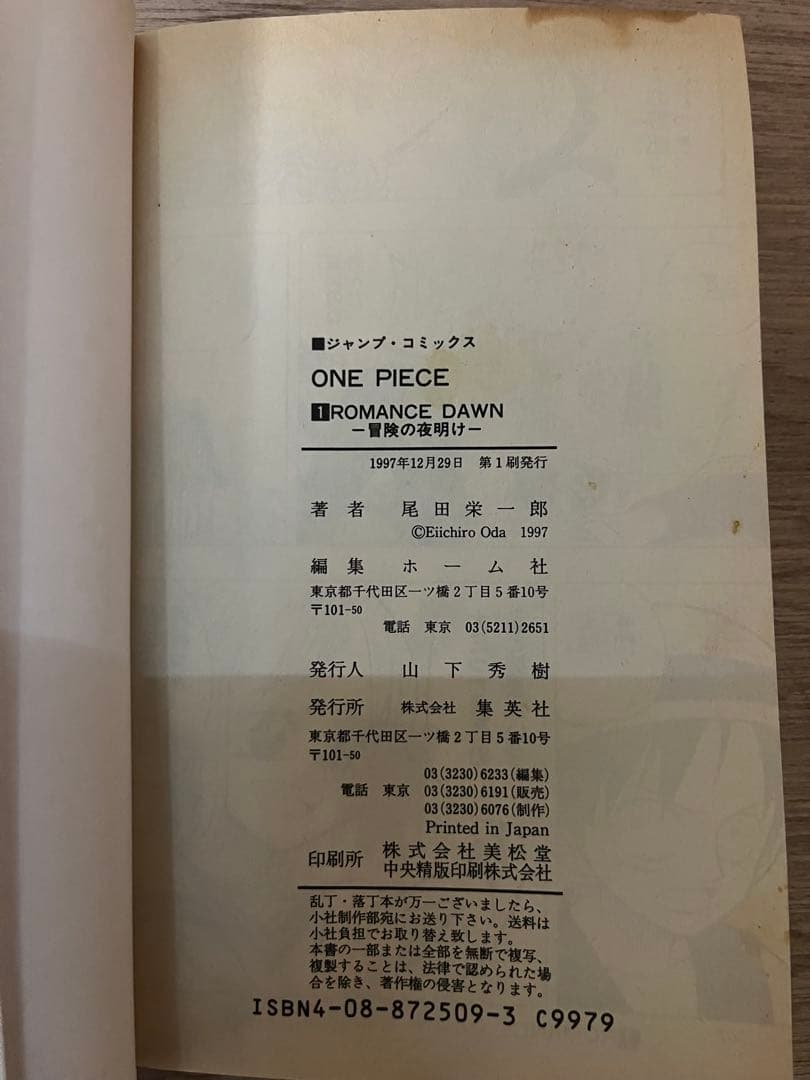 ■ジャンプ・コミックス
ONE PIECE
1 ROMANCE DAWN
―冒険の夜明け―
1997年12月29日 第1刷発行
著者 尾田栄一郎
©Eiichiro Oda 1997
編集 ホーム社
東京都千代田区一ツ橋2丁目5番10号
〒101-50
電話 東京 03(5211)2651
発行人 山下秀樹
発行所 株式会社 集英社
東京都千代田区一ツ橋2丁目5番10号
〒101-50
03(3230)6233(編集)
電話 東京 03(3230)6191(販売)
03(3230)6076(制作)
Printed in Japan
印刷所 株式会社美松堂
中央精版印刷株式会社
乱丁・落丁本が万一ございましたら、
小社制作部宛にお送り下さい。送料は
小社負担でお取り替え致します。
本書の一部または全部を無断で複写、
複製することは、法律で認められた場
合を除き、著作権の侵害となります。
ISBN4-08-872509-3 C9979